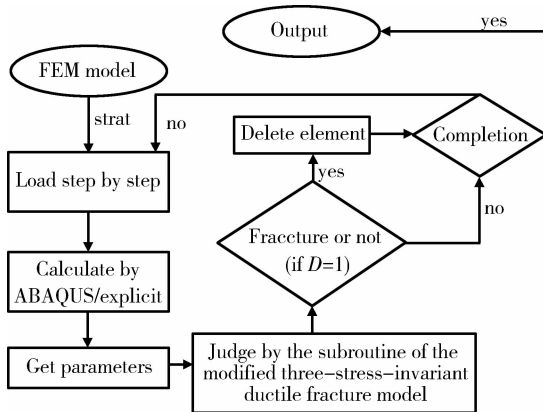 Output
yes
FEM model
strat
no
Delete element
Completion
Load step by step
yes
no
Fraccture or not
(if D=1)
Calculate by
ABAQUS/explicit
Get parameters
Judge by the subroutine of the
modified three-stress-invariant
ductile fracture model